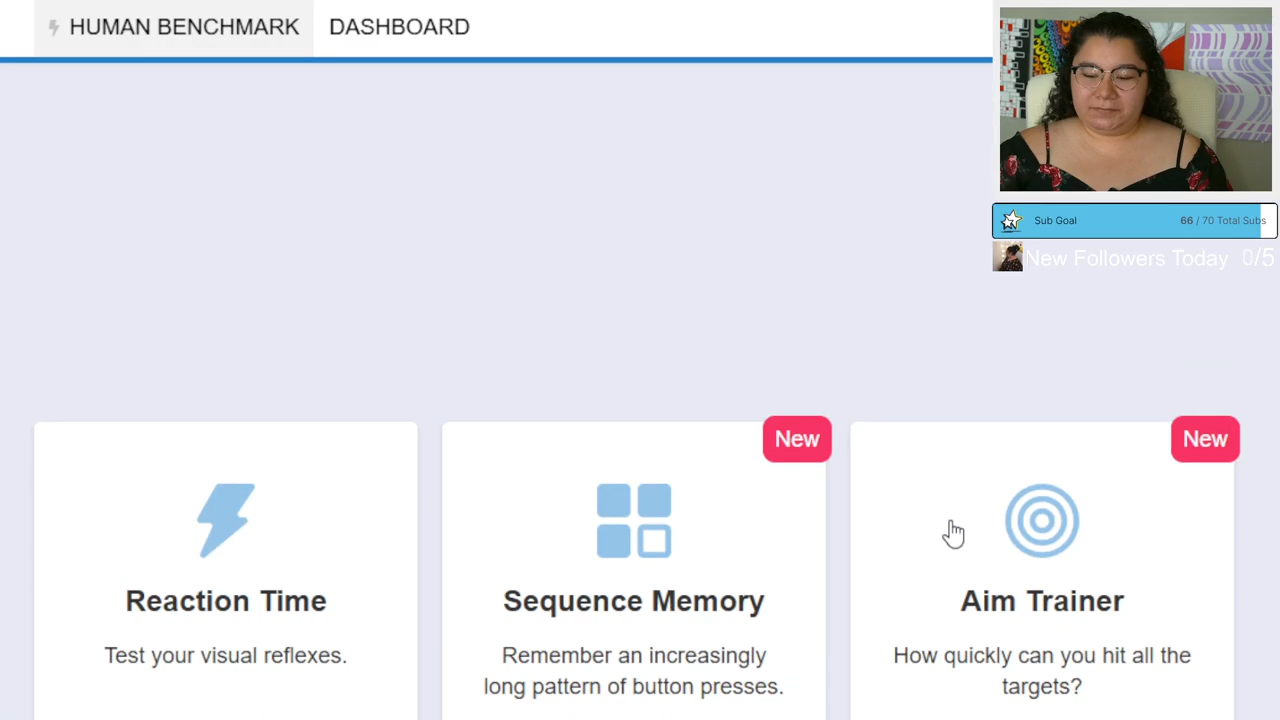 HUMAN BENCHMARK
DASHBOARD
Sub Goal
66 / 70 Total Subs
New Followers Today 0/5
New
New
Reaction Time
Sequence Memory
Aim Trainer
Test your visual reflexes.
Remember an increasingly
long pattern of button presses.
How quickly can you hit all the
targets?